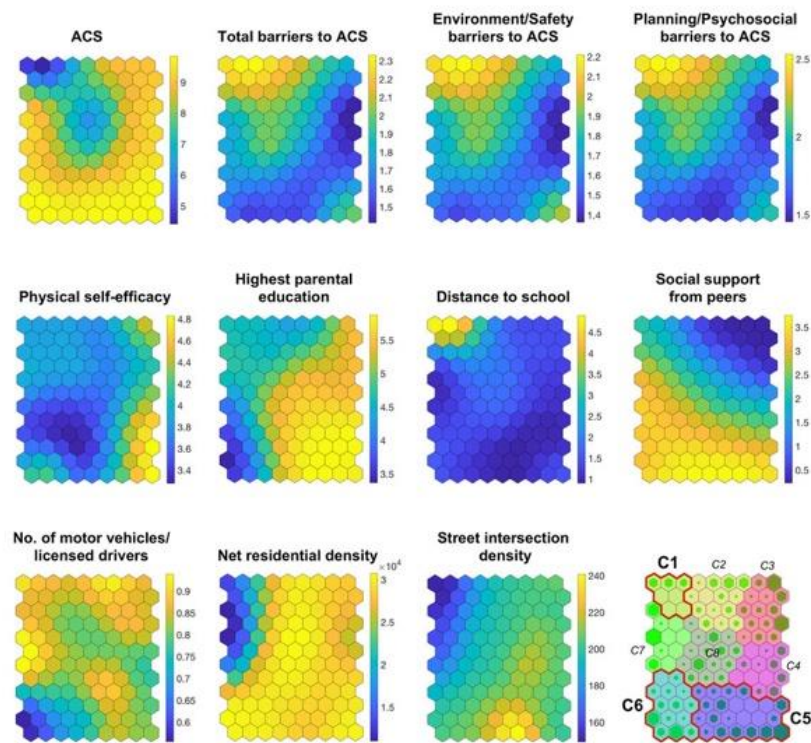 ACS
Total barriers to ACS
Environment/Safety
barriers to ACS
Planning/Psychosocial
barriers to ACS
9
8
7
6
5
2.3
2.2
2.1
2
1.9
1.8
1.7
1.6
1.5
2.2
2.1
2
1.9
1.8
1.7
1.6
1.5
1.4
2.5
2
1.5
Physical self-efficacy
Highest parental
education
Distance to school
Social support
from peers
4.8
4.6
4.4
4.2
4
3.8
3.6
3.4
5.5
5
4.5
4
3.5
4.5
4
3.5
3
2.5
2
1.5
1
3.5
3
2.5
2
1.5
1
0.5
No. of motor vehicles/
licensed drivers
Net residential density
Street intersection
density
0.9
0.85
0.8
0.75
0.7
0.65
0.6
×10⁴
3
2.5
2
1.5
240
220
200
180
160
C1
C2
C3
C7
C8
C4
C6
C5